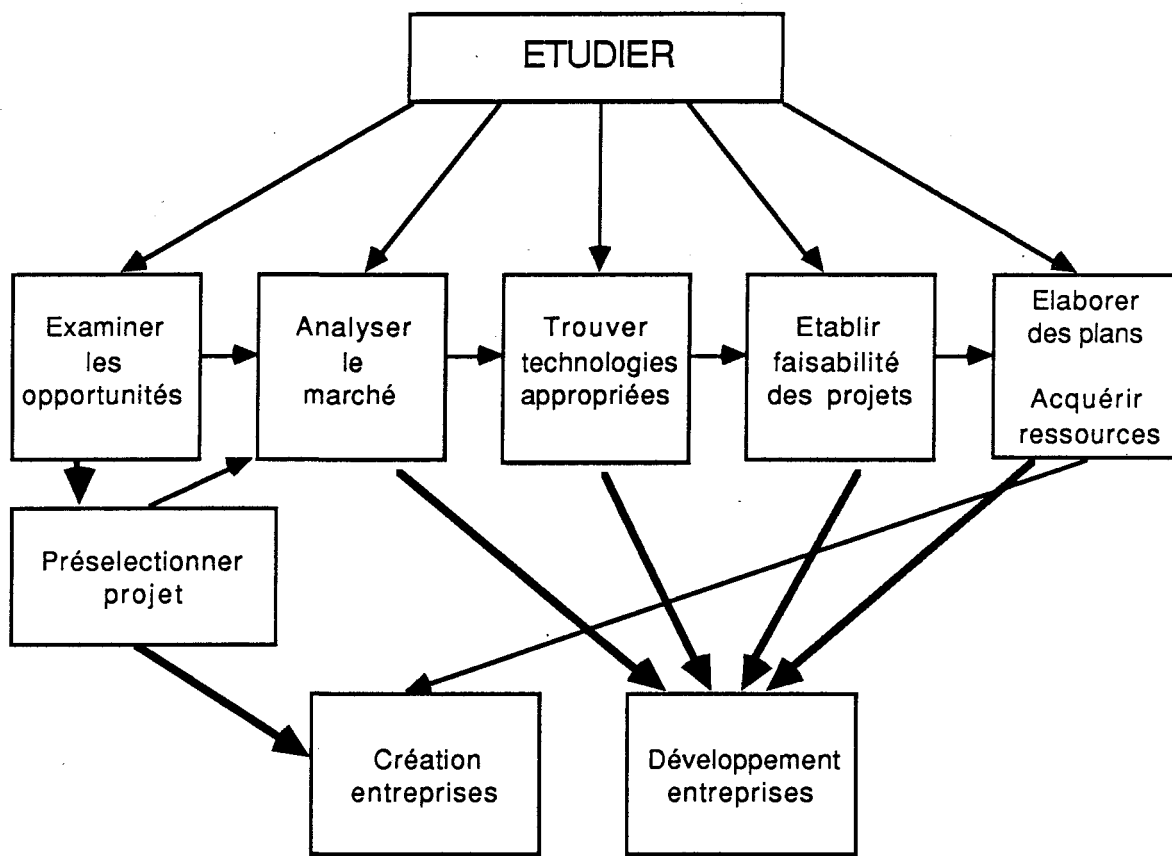 ETUDIER
Examiner
les
opportunités
Analyser
le
marché
Trouver
technologies
appropriées
Etablir
faisabilité
des projets
Elaborer
des plans
Acquérir
ressources
Préselectionner
projet
Création
entreprises
Développement
entreprises